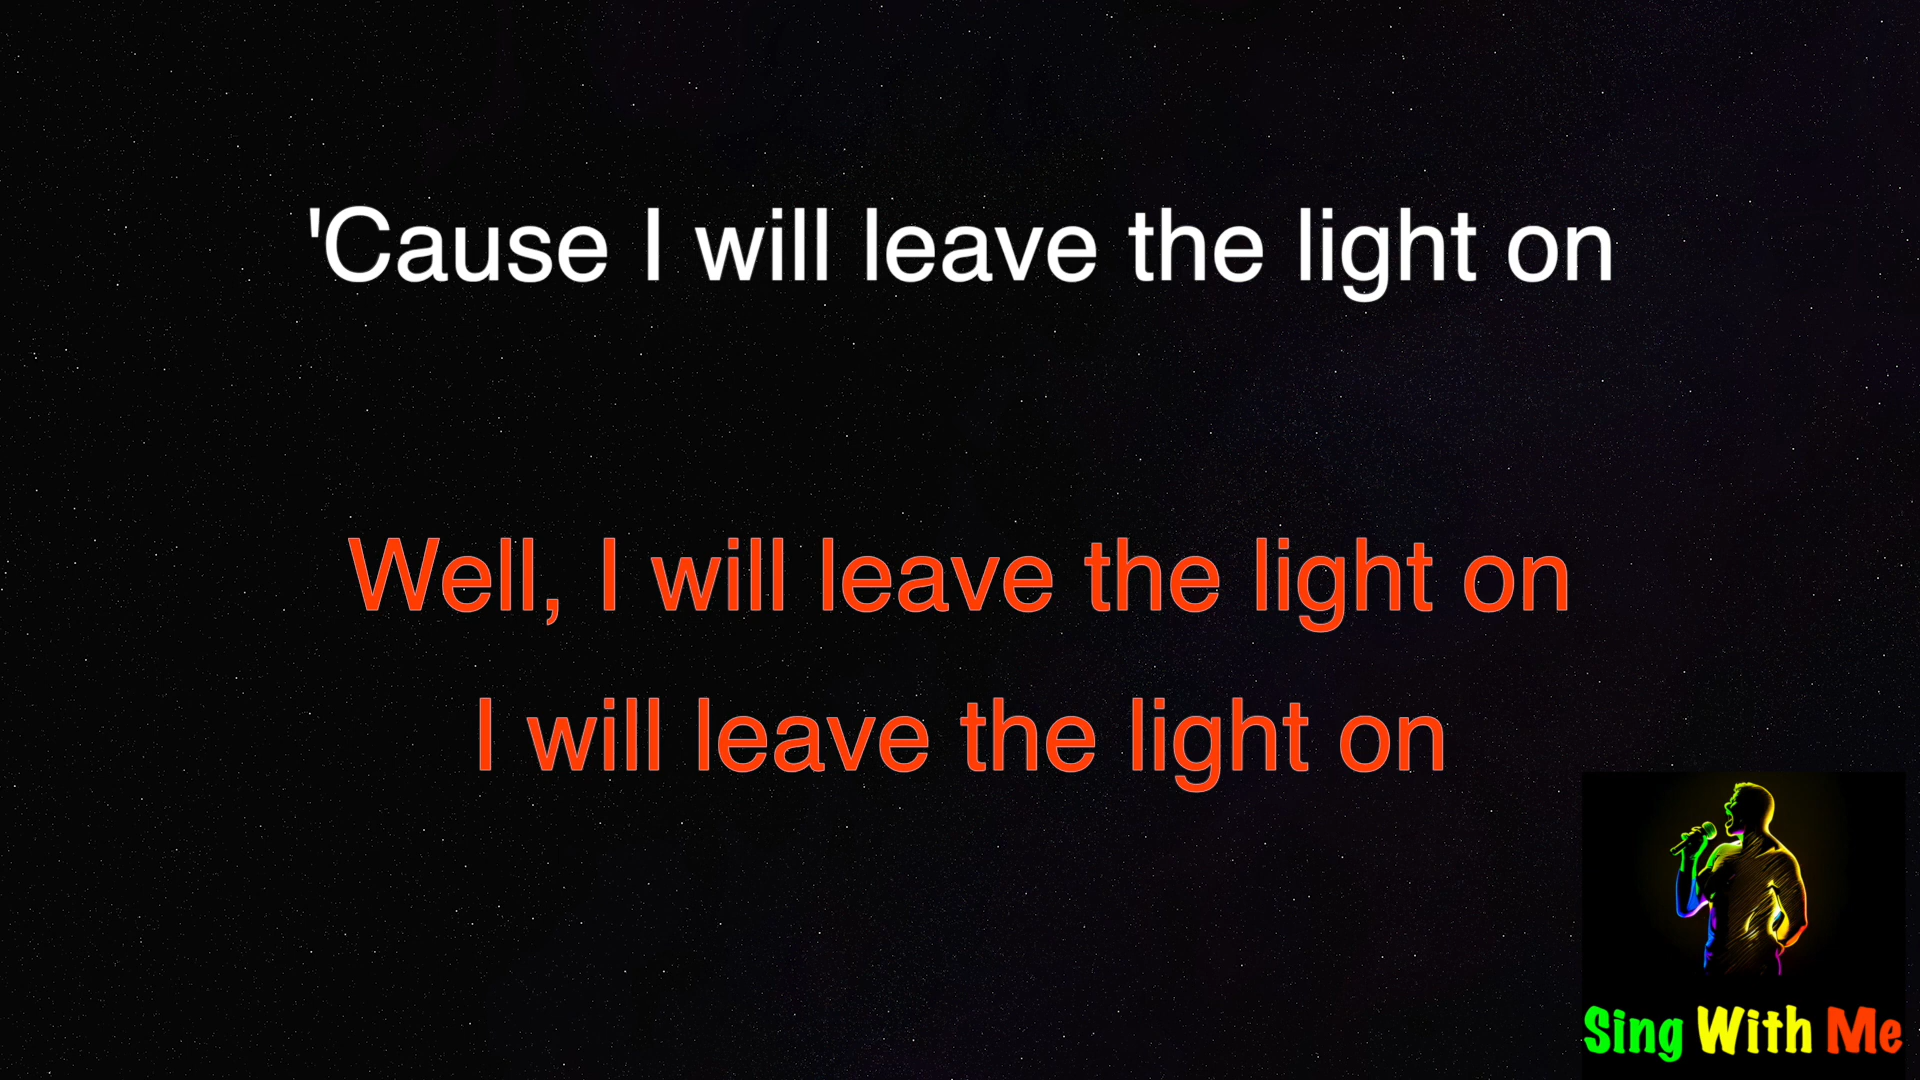 'Cause I will leave the light on
Well, I will leave the light on
I will leave the light on
Sing With Me